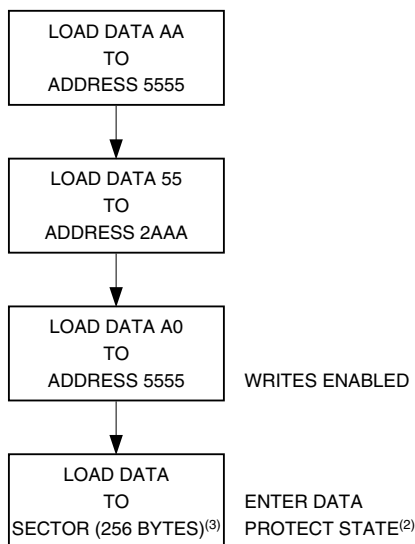 LOAD DATA AA
TO
ADDRESS 5555
LOAD DATA 55
TO
ADDRESS 2AAA
LOAD DATA A0
TO
ADDRESS 5555
WRITES ENABLED
LOAD DATA
TO
SECTOR (256 BYTES)(3)
ENTER DATA
PROTECT STATE(2)